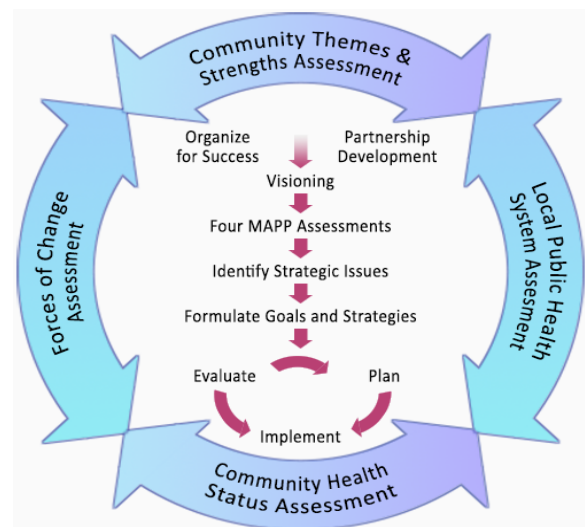 Community Themes &
Strengths Assessment
Organize
for Success
Partnership
Development
Visioning
Four MAPP Assessments
Identify Strategic Issues
Formulate Goals and Strategies
Evaluate
Plan
Implement
Forces of Change
Assessment
Local Public Health
System Assessment
Community Health
Status Assessment